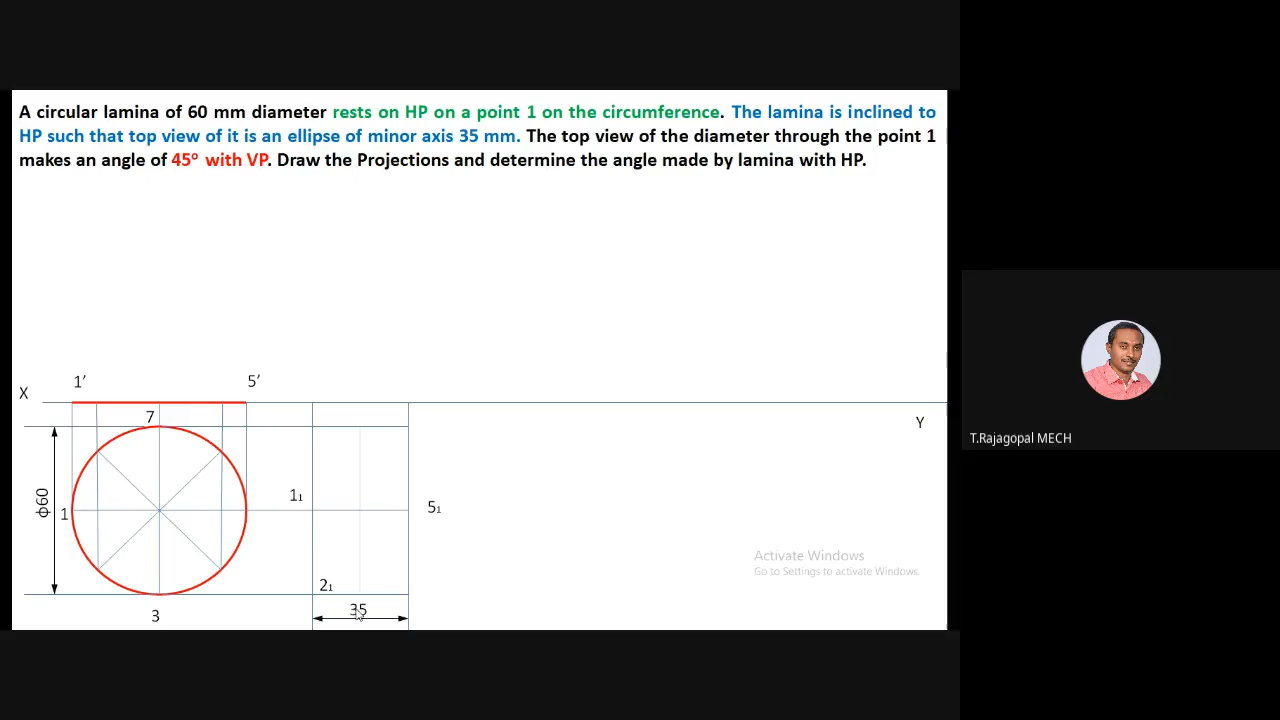 A circular lamina of 60 mm diameter rests on HP on a point 1 on the circumference. The lamina is inclined to
HP such that top view of it is an ellipse of minor axis 35 mm. The top view of the diameter through the point 1
makes an angle of 45° with VP. Draw the Projections and determine the angle made by lamina with HP.
1′ 5′
X
7
Y
T.Rajagopal MECH
ϕ60
1
1₁
5₁
Activate Windows
Go to Settings to activate Windows.
2₁
3
35